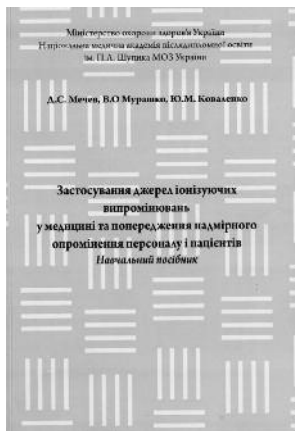 Міністерство охорони здоров'я України
Національна медична академія післядипломної освіти
ім. П.Л. Шупика МОЗ України
Д.С. Мечев, В.О Мурашко, Ю.М. Коваленко
Застосування джерел іонізуючих
випромінювань
у медицині та попередження надмірного
опромінення персоналу і пацієнтів
Навчальний посібник